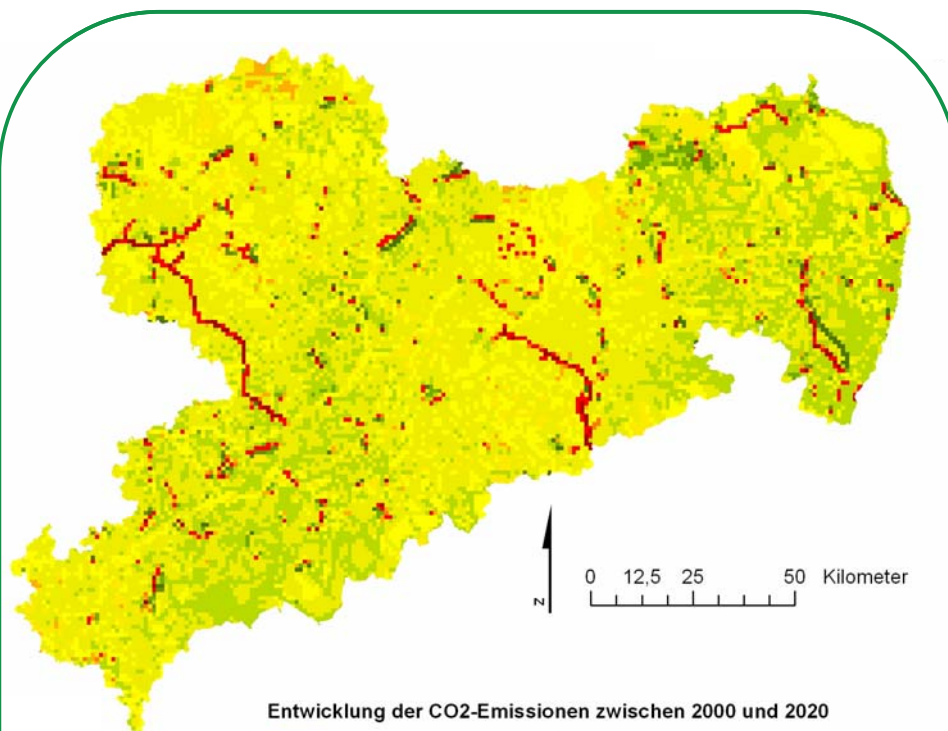 z
0 12,5 25 50 Kilometer
Entwicklung der CO2-Emissionen zwischen 2000 und 2020